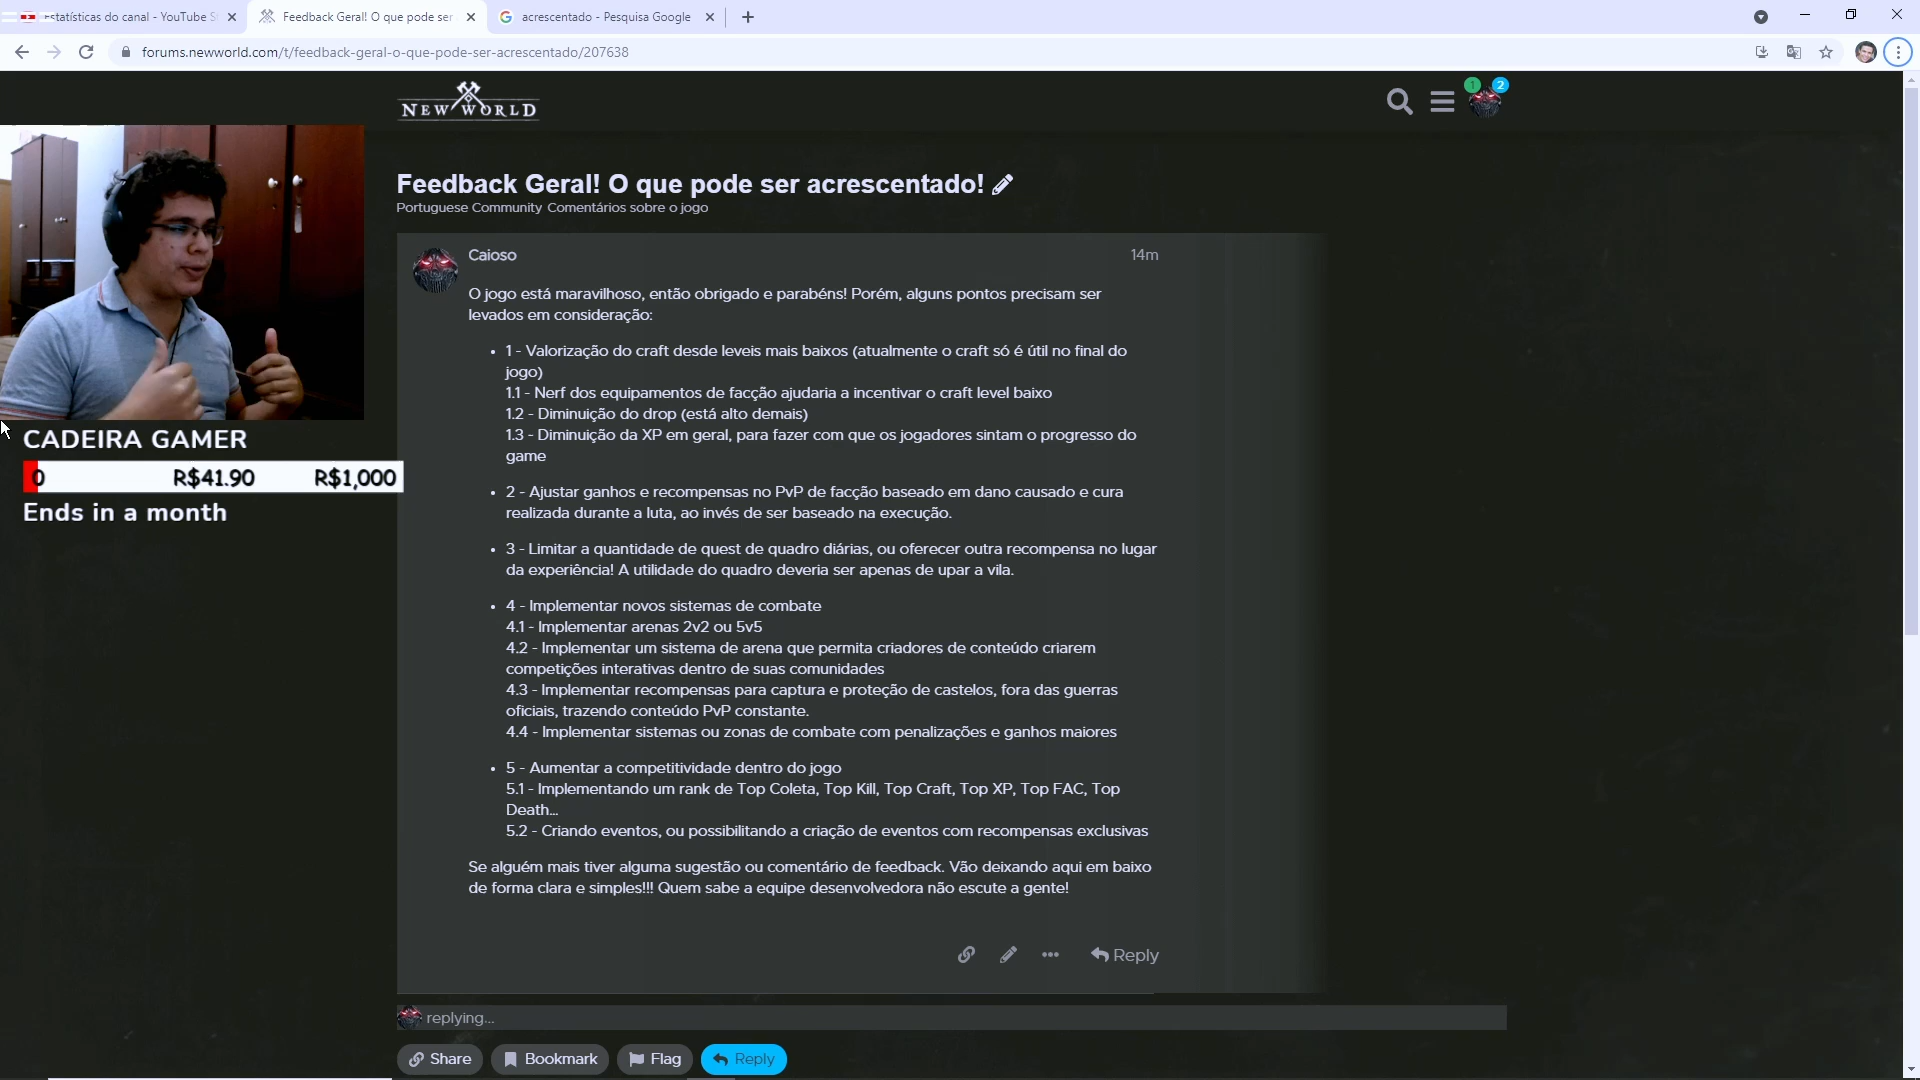 Estatísticas do canal - YouTube S
Feedback Geral! O que pode ser
acrescentado - Pesquisa Google
forums.newworld.com/t/feedback-geral-o-que-pode-ser-acrescentado/207638
NEW WORLD
1
2
Feedback Geral! O que pode ser acrescentado!
Portuguese Community Comentários sobre o jogo
Caioso
14m
O jogo está maravilhoso, então obrigado e parabéns! Porém, alguns pontos precisam ser
levados em consideração:
• 1 - Valorização do craft desde leveis mais baixos (atualmente o craft só é útil no final do
jogo)
1.1 - Nerf dos equipamentos de facção ajudaria a incentivar o craft level baixo
1.2 - Diminuição do drop (está alto demais)
1.3 - Diminuição da XP em geral, para fazer com que os jogadores sintam o progresso do
game
• 2 - Ajustar ganhos e recompensas no PvP de facção baseado em dano causado e cura
realizada durante a luta, ao invés de ser baseado na execução.
• 3 - Limitar a quantidade de quest de quadro diárias, ou oferecer outra recompensa no lugar
da experiência! A utilidade do quadro deveria ser apenas de upar a vila.
• 4 - Implementar novos sistemas de combate
4.1 - Implementar arenas 2v2 ou 5v5
4.2 - Implementar um sistema de arena que permita criadores de conteúdo criarem
competições interativas dentro de suas comunidades
4.3 - Implementar recompensas para captura e proteção de castelos, fora das guerras
oficiais, trazendo conteúdo PvP constante.
4.4 - Implementar sistemas ou zonas de combate com penalizações e ganhos maiores
• 5 - Aumentar a competitividade dentro do jogo
5.1 - Implementando um rank de Top Coleta, Top Kill, Top Craft, Top XP, Top FAC, Top
Death...
5.2 - Criando eventos, ou possibilitando a criação de eventos com recompensas exclusivas
Se alguém mais tiver alguma sugestão ou comentário de feedback. Vão deixando aqui em baixo
de forma clara e simples!!! Quem sabe a equipe desenvolvedora não escute a gente!
Reply
replying...
Share Bookmark Flag Reply
CADEIRA GAMER
0 R$41.90 R$1,000
Ends in a month